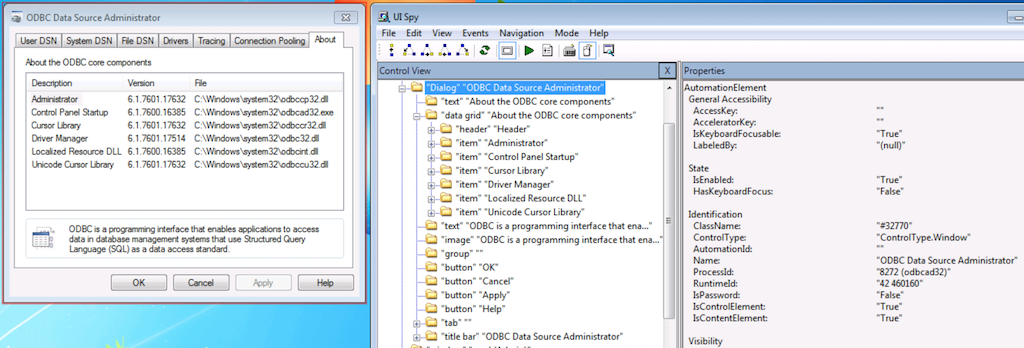 ODBC Data Source Administrator
User DSN System DSN File DSN Drivers Tracing Connection Pooling About
About the ODBC core components
Description Version File
Administrator 6.1.7601.17632 C:\Windows\system32\odbccp32.dll
Control Panel Startup 6.1.7600.16385 C:\Windows\system32\odbcad32.exe
Cursor Library 6.1.7601.17632 C:\Windows\system32\odbccr32.dll
Driver Manager 6.1.7601.17514 C:\Windows\system32\odbc32.dll
Localized Resource DLL 6.1.7600.16385 C:\Windows\system32\odbcint.dll
Unicode Cursor Library 6.1.7601.17632 C:\Windows\system32\odbccu32.dll
ODBC is a programming interface that enables applications to access
data in database management systems that use Structured Query
Language (SQL) as a data access standard.
OK Cancel Apply Help
UI Spy
File Edit View Events Navigation Mode Help
Control View X
"Dialog" "ODBC Data Source Administrator"
"text" "About the ODBC core components"
"data grid" "About the ODBC core components"
"header" "Header"
"item" "Administrator"
"item" "Control Panel Startup"
"item" "Cursor Library"
"item" "Driver Manager"
"item" "Localized Resource DLL"
"item" "Unicode Cursor Library"
"text" "ODBC is a programming interface that ena..."
"image" "ODBC is a programming interface that ena..."
"group" ""
"button" "OK"
"button" "Cancel"
"button" "Apply"
"button" "Help"
"tab" ""
"title bar" "ODBC Data Source Administrator"
Properties
AutomationElement
General Accessibility
AccessKey: ""
AcceleratorKey: ""
IsKeyboardFocusable: "True"
LabeledBy: "(null)"
State
IsEnabled: "True"
HasKeyboardFocus: "False"
Identification
ClassName: "#32770"
ControlType: "ControlType.Window"
AutomationId: ""
Name: "ODBC Data Source Administrator"
ProcessId: "8272 (odbcad32)"
RuntimeId: "42 460160"
IsPassword: "False"
IsControlElement: "True"
IsContentElement: "True"
Visibility